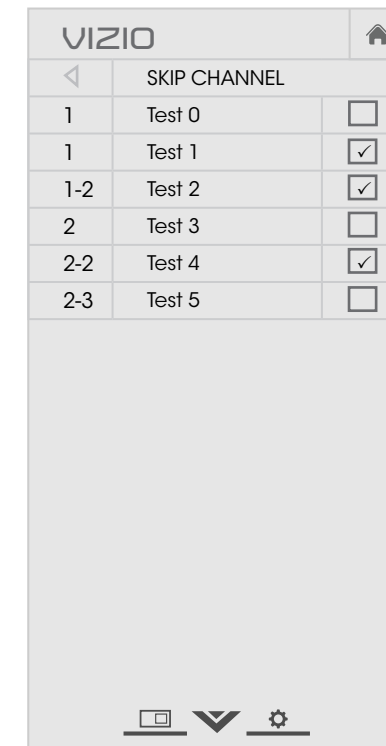 VIZIO
SKIP CHANNEL
1 Test 0
1 Test 1
1-2 Test 2
2 Test 3
2-2 Test 4
2-3 Test 5